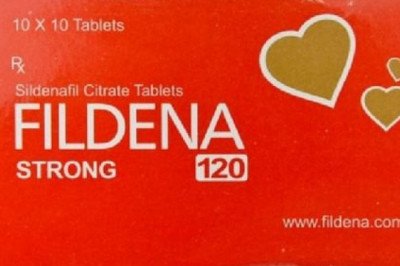 10 X 10 Tablets
Rx
Sildenafil Citrate Tablets
FILDENA
STRONG 120
www.fildena.com